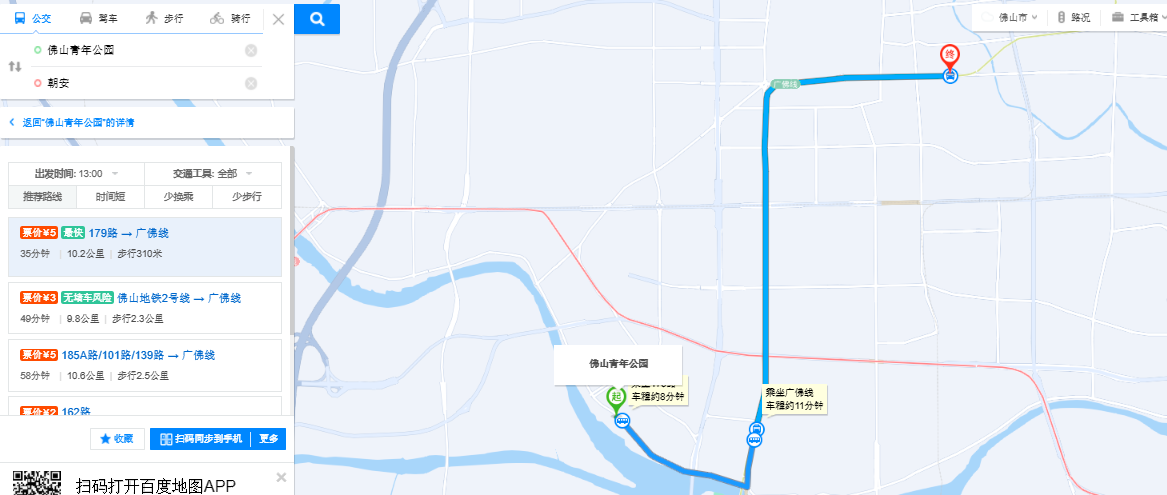 公交 驾车 步行 骑行
佛山青年公园
朝安
返回"佛山青年公园"的详情
出发时间: 13:00 交通工具: 全部
推荐路线 时间短 少换乘 少步行
票价¥5 最快 179路 → 广佛线
35分钟 | 10.2公里 | 步行310米
票价¥3 无堵车风险 佛山地铁2号线 → 广佛线
49分钟 | 9.8公里 | 步行2.3公里
票价¥5 185A路/101路/139路 → 广佛线
58分钟 | 10.6公里 | 步行2.5公里
票价¥2 162路
收藏 扫码同步到手机 更多
扫码打开百度地图APP
佛山市 路况 工具箱
终
广佛线
佛山青年公园
起
车程约8分钟
乘坐广佛线
车程约11分钟